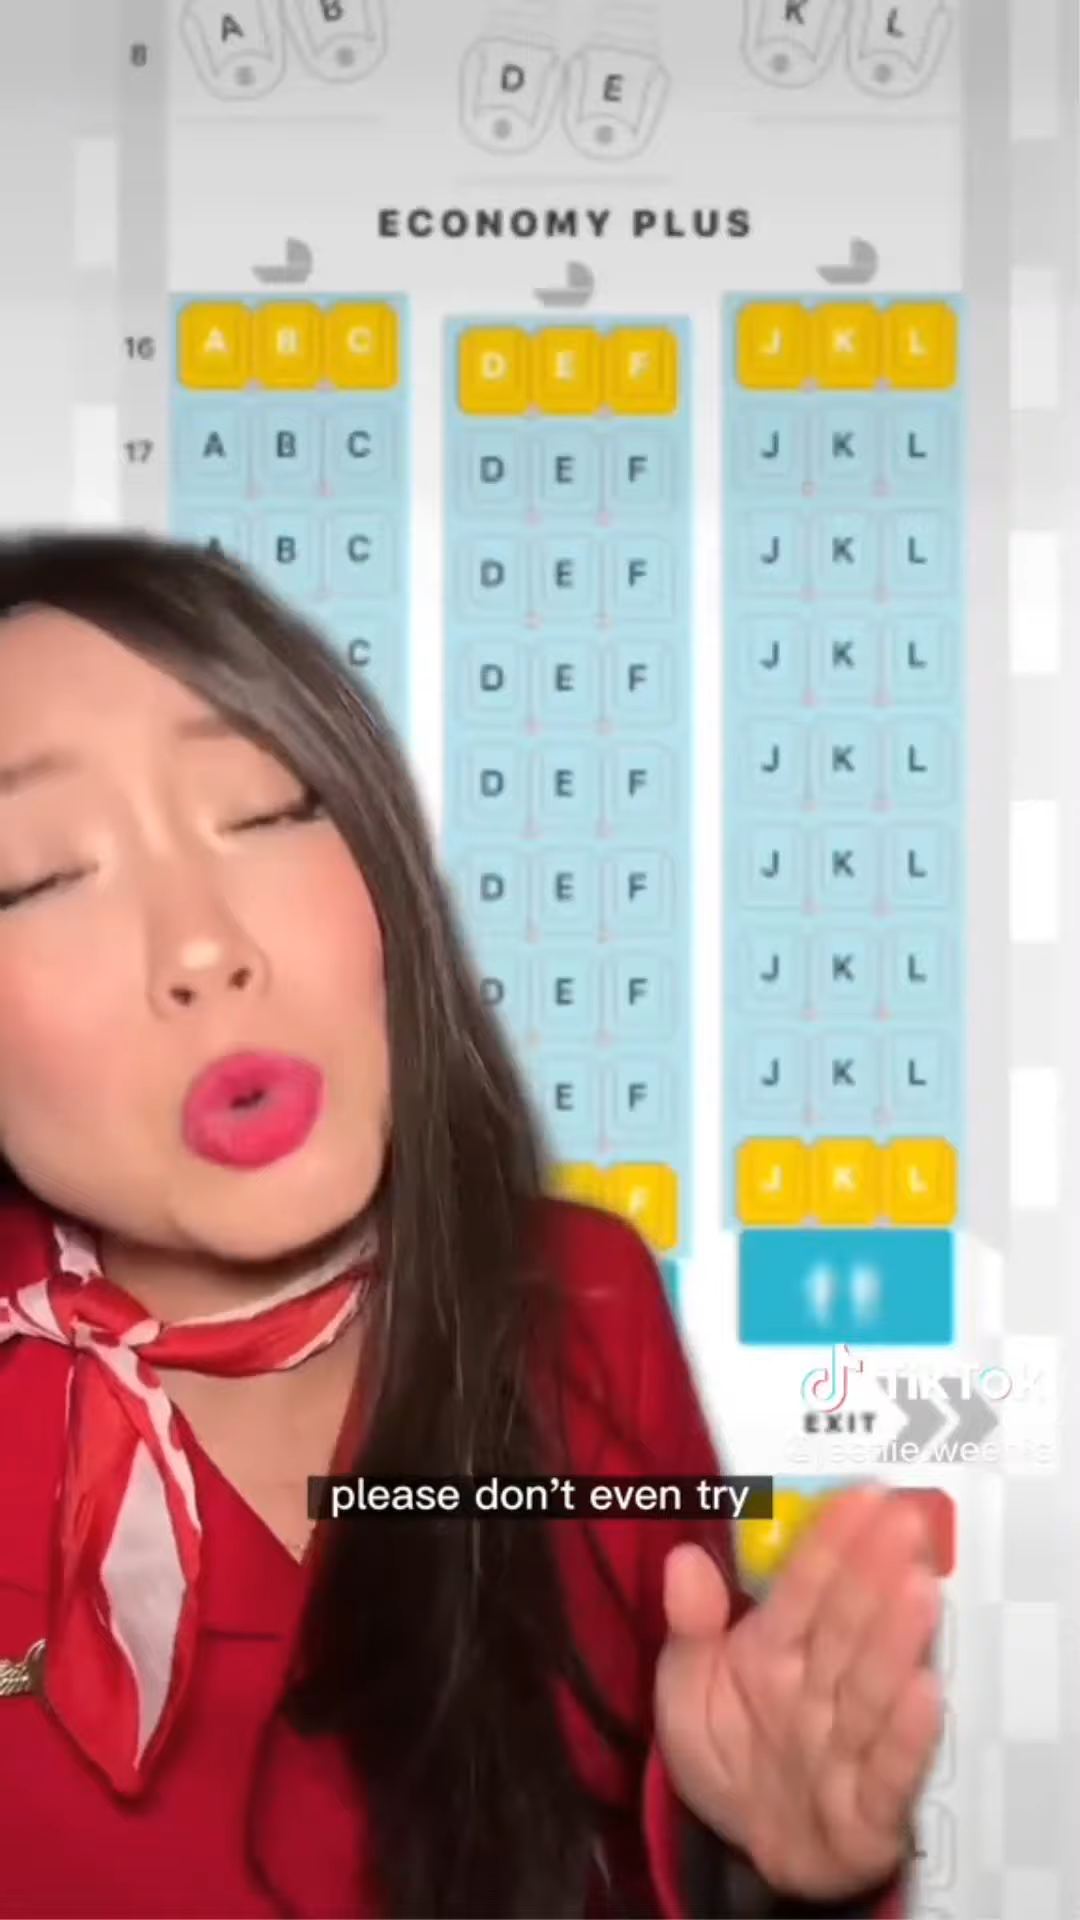 A B K L
8
D E
ECONOMY PLUS
16 A B C D E F J K L
17 A B C D E F J K L
A B C D E F J K L
C D E F J K L
D E F J K L
D E F J K L
D E F J K L
E F J K L
F J K L
TikTok
EXIT
please don't even try
J